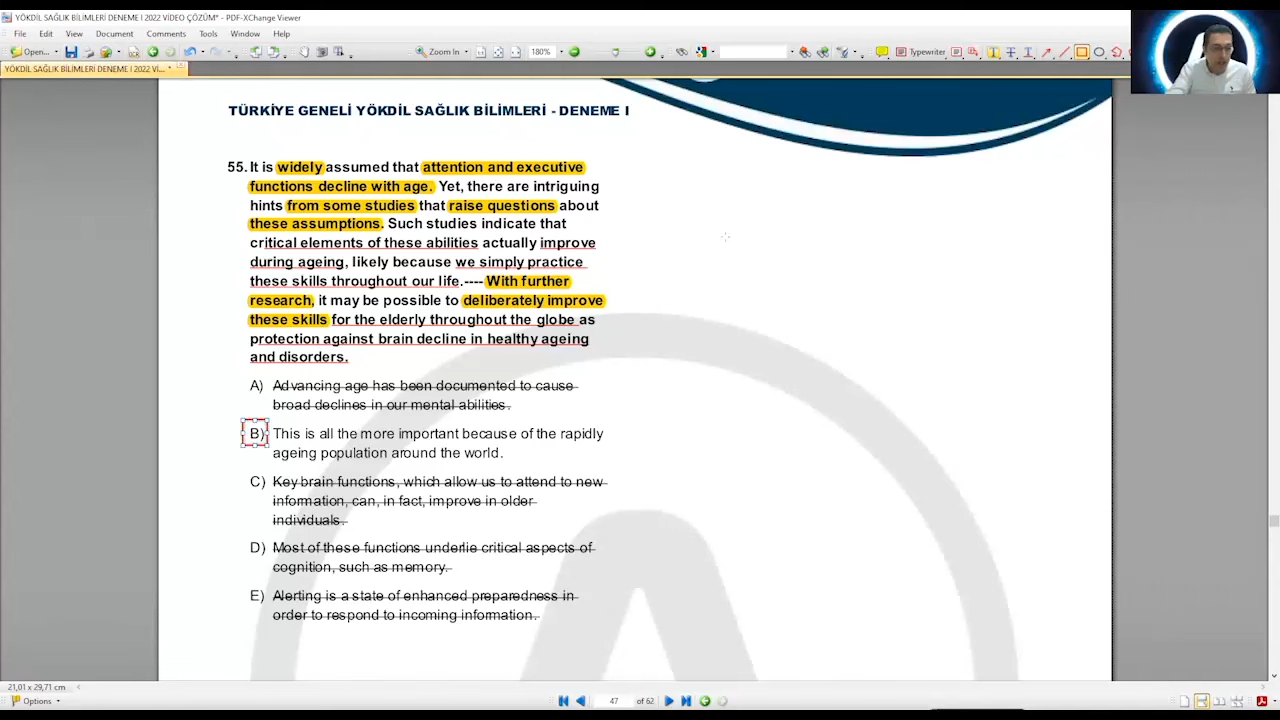 YÖKDİL SAĞLIK BİLİMLERİ DENEME I 2022 VİDEO ÇÖZÜM* - PDF-XChange Viewer
File Edit View Document Comments Tools Window Help
Open... Zoom In 180% Typewriter
YÖKDİL SAĞLIK BİLİMLERİ DENEME I 2022 Vİ... *
TÜRKİYE GENELİ YÖKDİL SAĞLIK BİLİMLERİ - DENEME I
55. It is widely assumed that attention and executive
functions decline with age. Yet, there are intriguing
hints from some studies that raise questions about
these assumptions. Such studies indicate that
critical elements of these abilities actually improve
during ageing, likely because we simply practice
these skills throughout our life.---- With further
research, it may be possible to deliberately improve
these skills for the elderly throughout the globe as
protection against brain decline in healthy ageing
and disorders.
A) Advancing age has been documented to cause
broad declines in our mental abilities.
B) This is all the more important because of the rapidly
ageing population around the world.
C) Key brain functions, which allow us to attend to new
information, can, in fact, improve in older
individuals.
D) Most of these functions underlie critical aspects of
cognition, such as memory.
E) Alerting is a state of enhanced preparedness in
order to respond to incoming information.
21,01 x 29,71 cm
Options 47 of 62